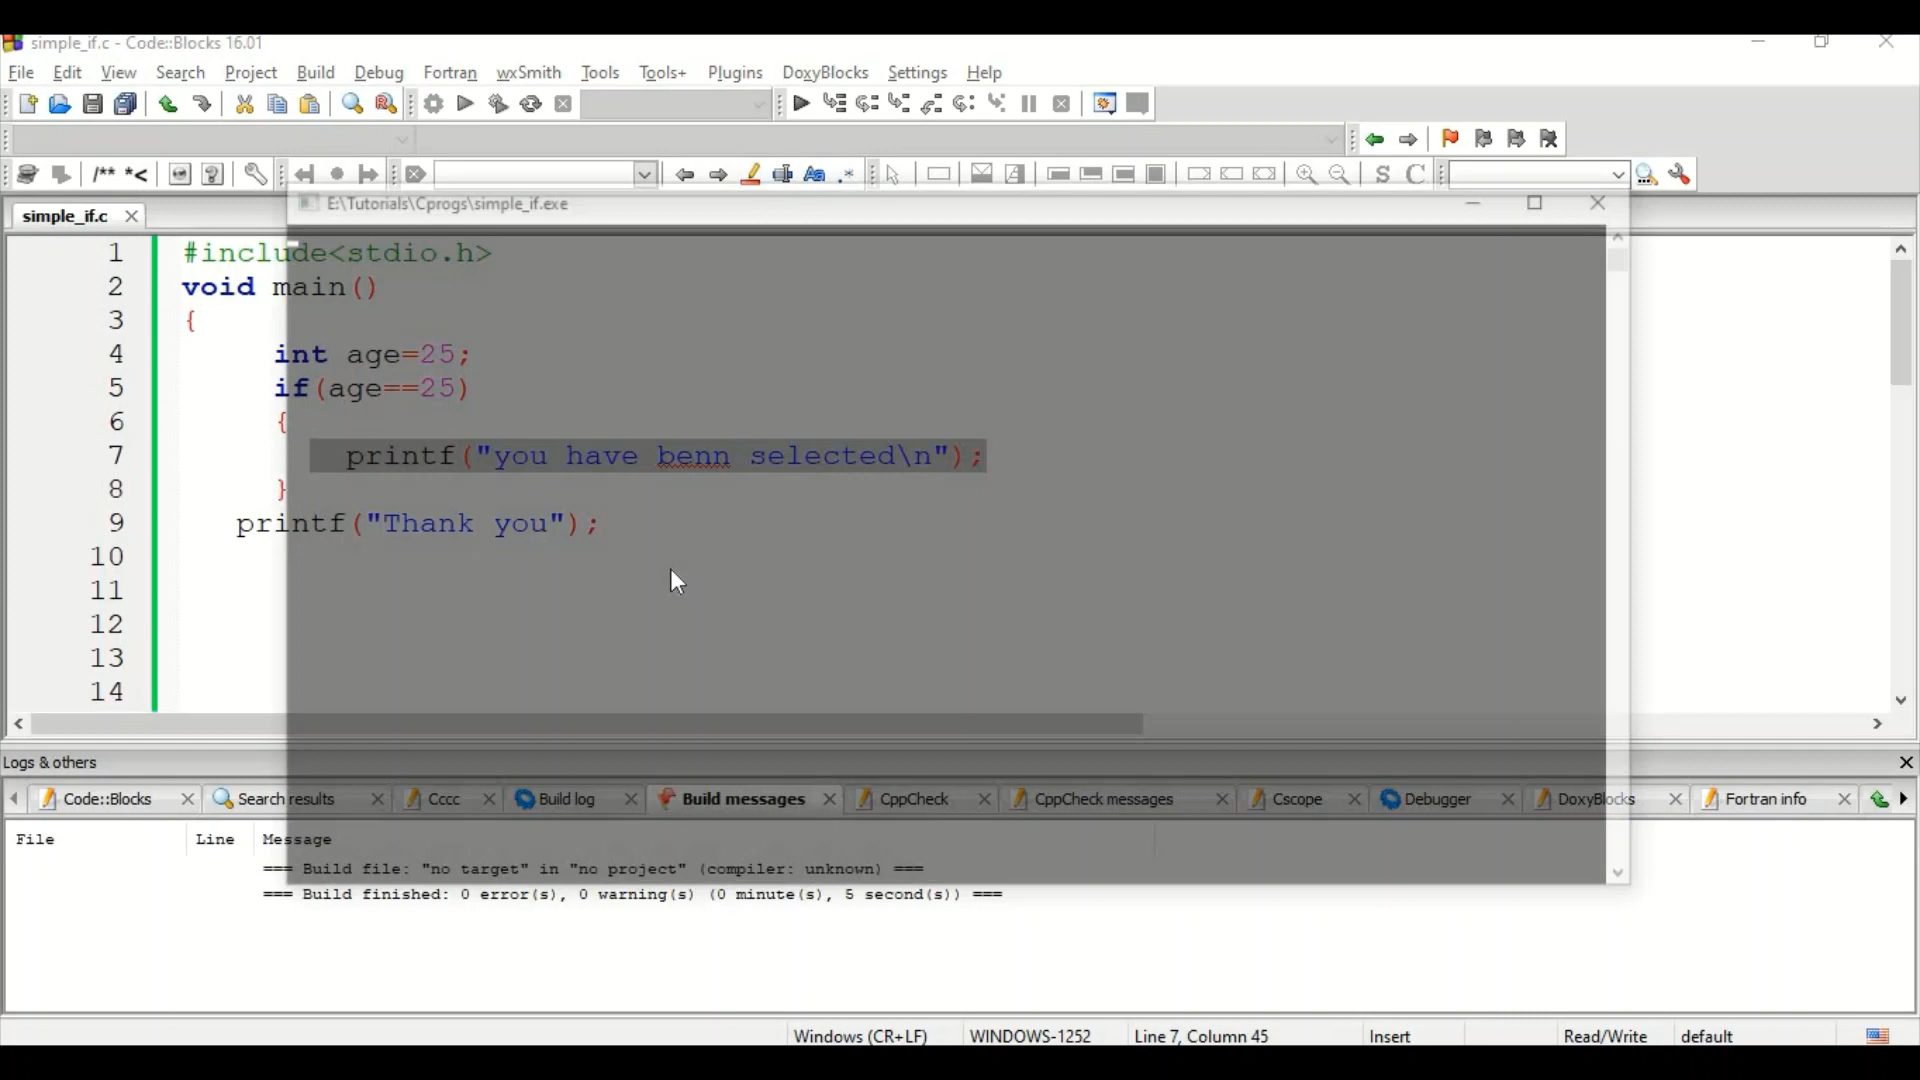 simple_if.c - Code::Blocks 16.01
File Edit View Search Project Build Debug Fortran wxSmith Tools Tools+ Plugins DoxyBlocks Settings Help
/** *<
Aa .* S C
E:\Tutorials\Cprogs\simple_if.exe
simple_if.c
1 #include<stdio.h>
2 void main()
3 {
4 int age=25;
5 if(age==25)
6 {
7 printf("you have benn selected\n");
8 }
9 printf("Thank you");
10
11
12
13
14
Logs & others
Code::Blocks Search results Cccc Build log Build messages CppCheck CppCheck messages Cscope Debugger DoxyBlocks Fortran info
File Line Message
=== Build file: "no target" in "no project" (compiler: unknown) ===
=== Build finished: 0 error(s), 0 warning(s) (0 minute(s), 5 second(s)) ===
Windows (CR+LF) WINDOWS-1252 Line 7, Column 45 Insert Read/Write default